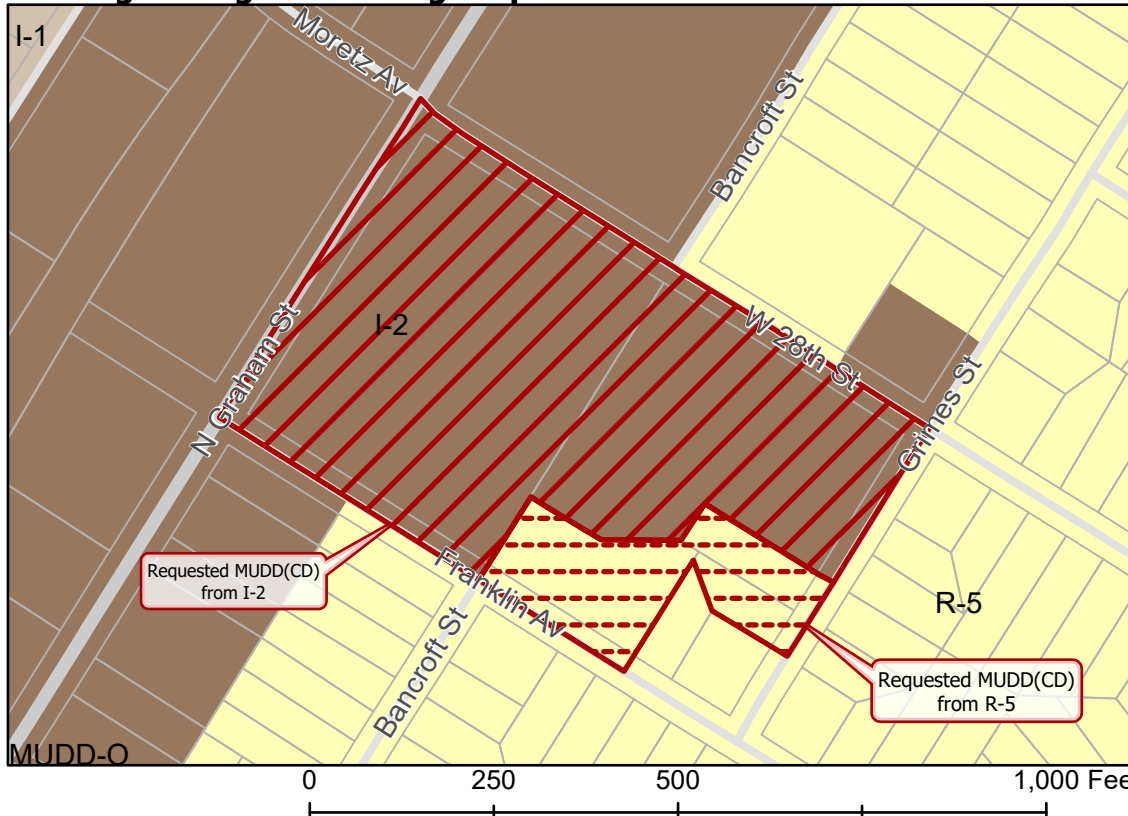 I-1
Moretz Av
Bancroft St
I-2
W 28th St
N Graham St
Grimes St
Requested MUDD(CD)
from I-2
Franklin Av
R-5
Bancroft St
Requested MUDD(CD)
from R-5
MUDD-O
0 250 500 1,000 Fee